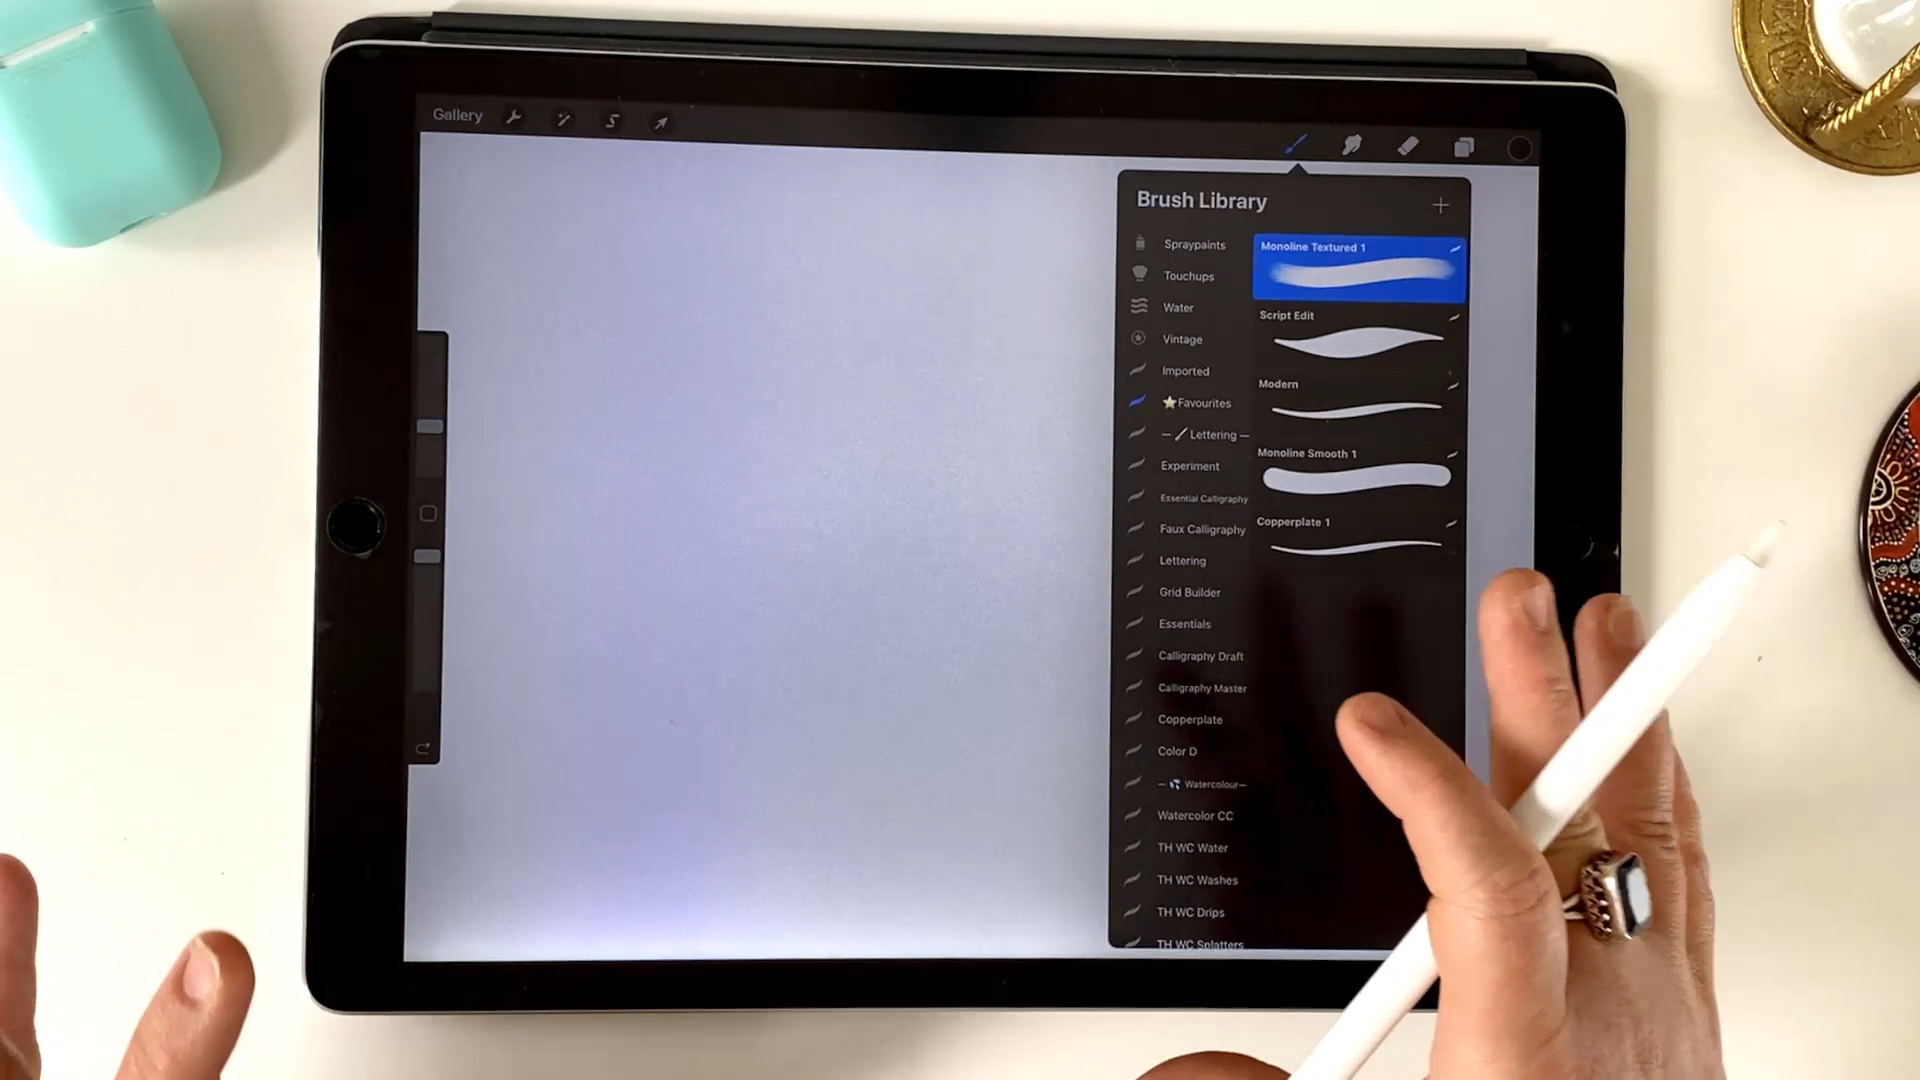 Gallery
Brush Library
Spraypaints
Touchups
Water
Vintage
Imported
⭐Favourites
— 🖌 Lettering —
Experiment
Essential Calligraphy
Faux Calligraphy
Lettering
Grid Builder
Essentials
Calligraphy Draft
Calligraphy Master
Copperplate
Color D
— 💦 Watercolour—
Watercolor CC
TH WC Water
TH WC Washes
TH WC Drips
TH WC Splatters
Monoline Textured 1
Script Edit
Modern
Monoline Smooth 1
Copperplate 1